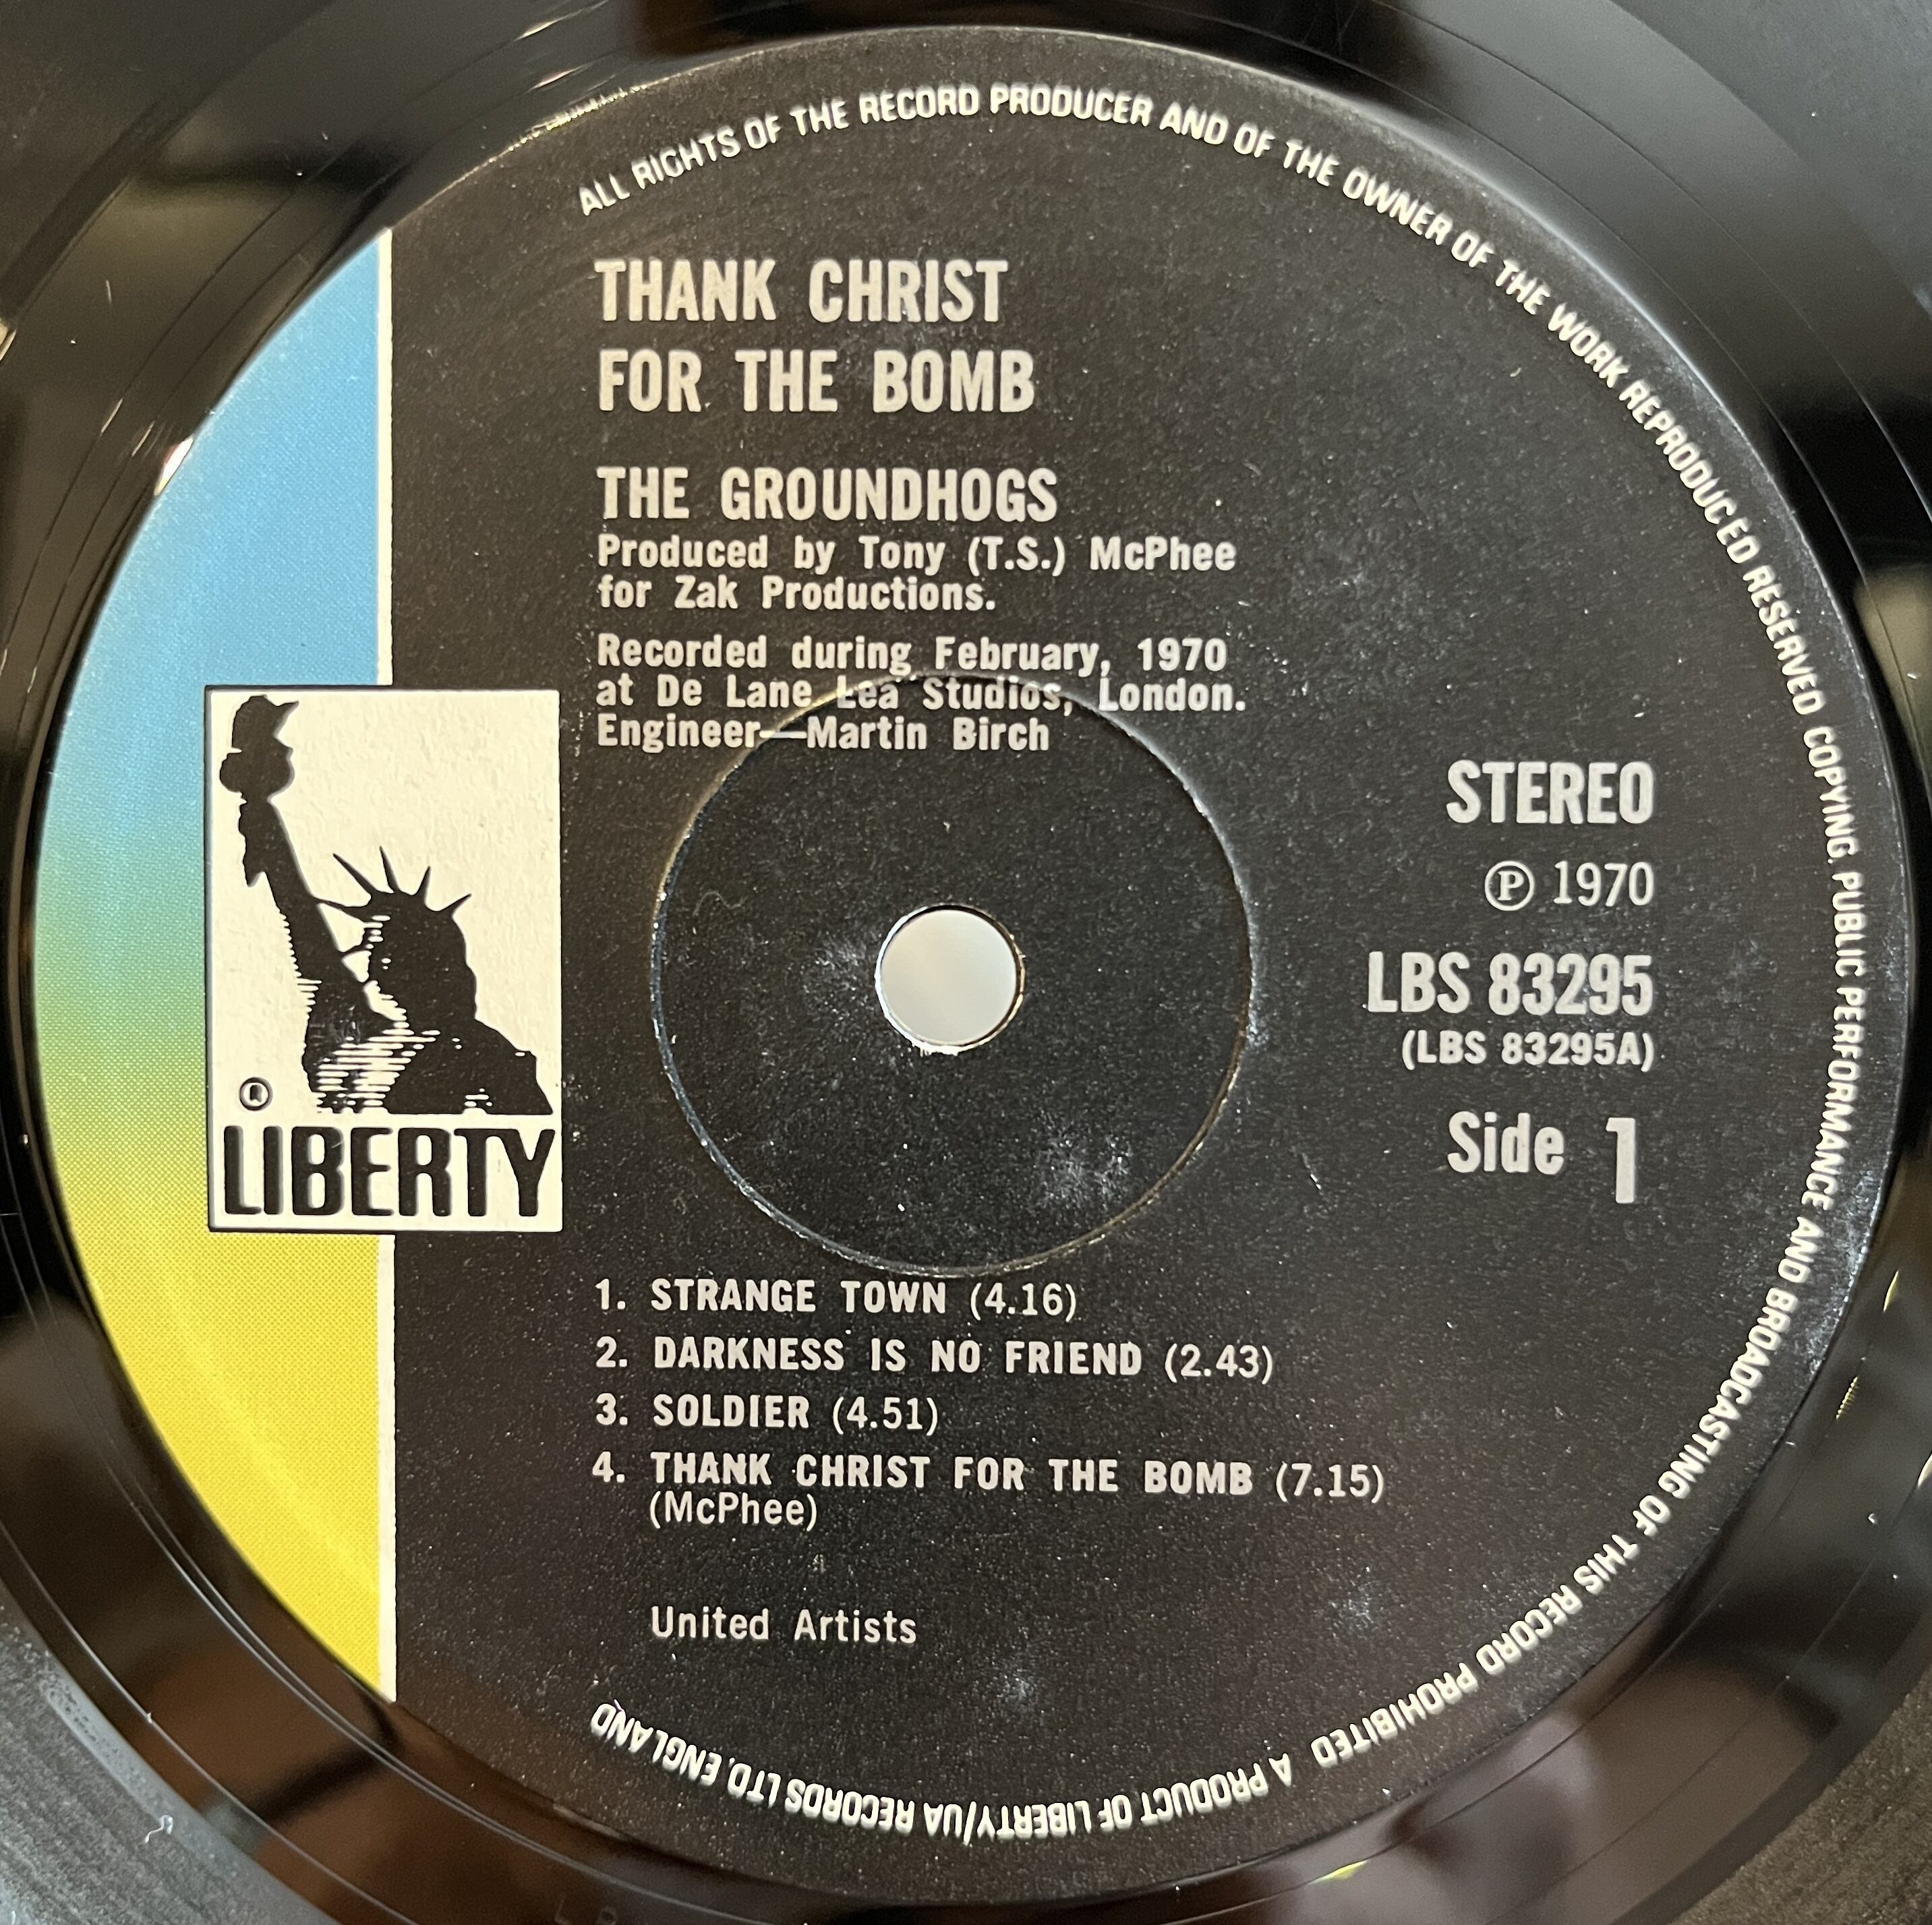 ALL RIGHTS OF THE RECORD PRODUCER AND OF THE OWNER OF THE WORK REPRODUCED RESERVED COPYING, PUBLIC PERFORMANCE AND BROADCASTING OF THIS RECORD PROHIBITED A PRODUCT OF LIBERTY/UA RECORDS LTD. ENGLAND
THANK CHRIST
FOR THE BOMB
THE GROUNDHOGS
Produced by Tony (T.S.) McPhee
for Zak Productions.
Recorded during February, 1970
at De Lane Lea Studios, London.
Engineer—Martin Birch
STEREO
℗ 1970
LBS 83295
(LBS 83295A)
Side 1
®
LIBERTY
1. STRANGE TOWN (4.16)
2. DARKNESS IS NO FRIEND (2.43)
3. SOLDIER (4.51)
4. THANK CHRIST FOR THE BOMB (7.15)
(McPhee)
United Artists